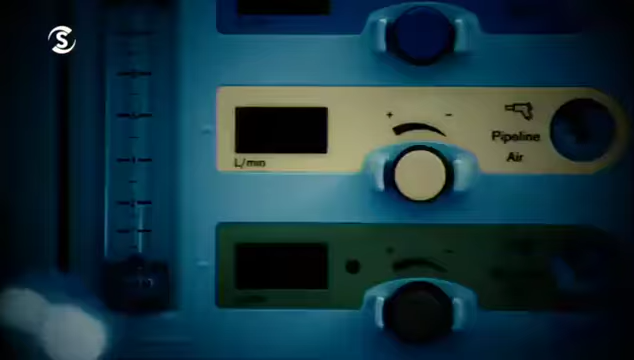 S
+ −
L/min
Pipeline
Air